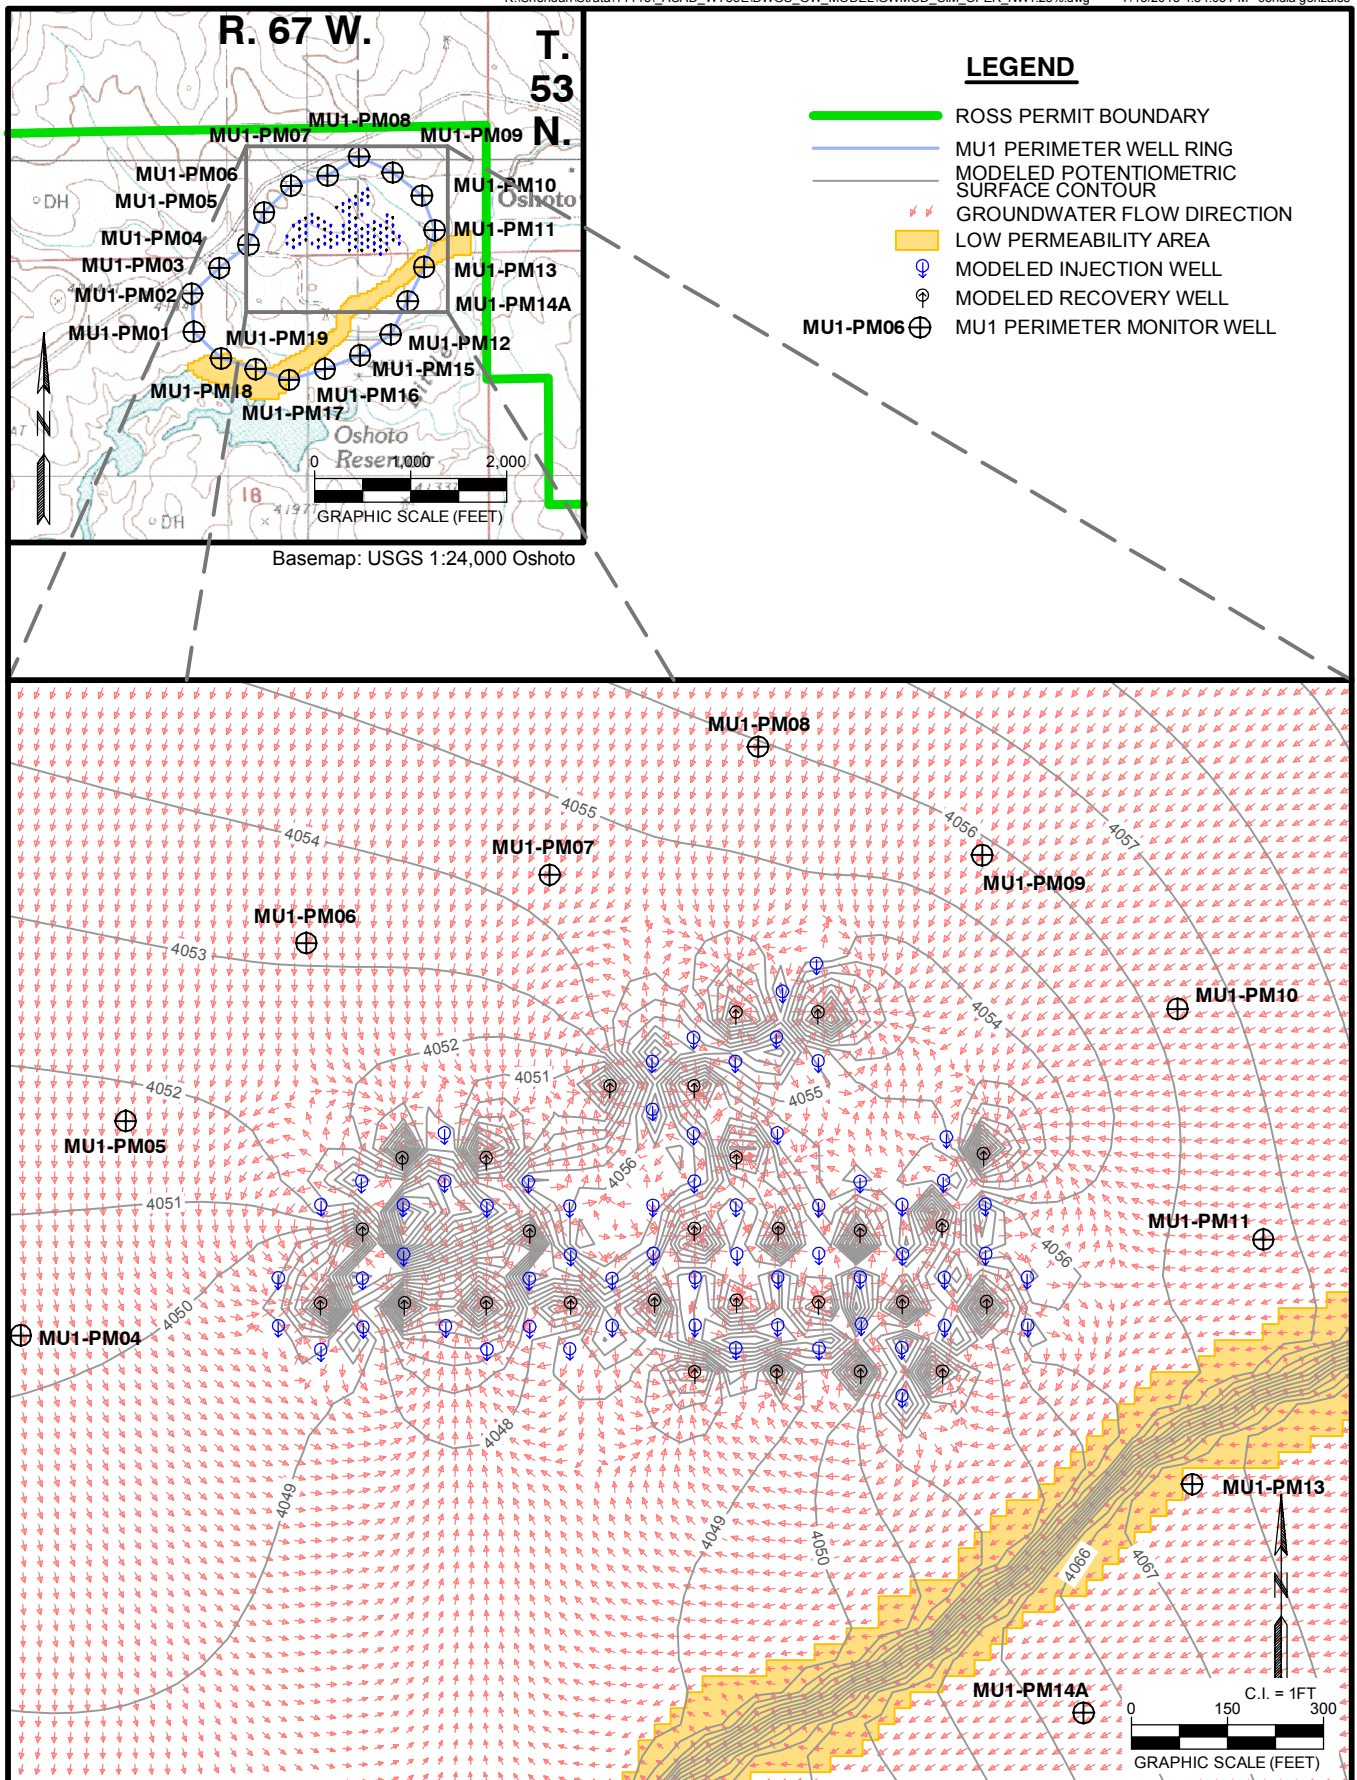 R. 67 W.
T.
53
N.
MU1-PM08
MU1-PM07
MU1-PM09
MU1-PM06
MU1-PM10
MU1-PM05
Oshoto
DH
MU1-PM04
MU1-PM11
MU1-PM03
MU1-PM13
MU1-PM02
MU1-PM14A
MU1-PM01
MU1-PM19
MU1-PM12
MU1-PM15
MU1-PM18
MU1-PM16
MU1-PM17
Oshoto
Reservoir
N
0 1,000 2,000
18
4197
DH
GRAPHIC SCALE (FEET)
Basemap: USGS 1:24,000 Oshoto
LEGEND
ROSS PERMIT BOUNDARY
MU1 PERIMETER WELL RING
MODELED POTENTIOMETRIC
SURFACE CONTOUR
GROUNDWATER FLOW DIRECTION
LOW PERMEABILITY AREA
MODELED INJECTION WELL
MODELED RECOVERY WELL
MU1-PM06 MU1 PERIMETER MONITOR WELL
MU1-PM08
4055
4056
4057
4054
MU1-PM07
MU1-PM09
MU1-PM06
4053
MU1-PM10
4054
4052
4051
4052
4055
MU1-PM05
4056
4051
MU1-PM11
4056
4050
MU1-PM04
4048
4049
MU1-PM13
4049
4050
4066
4067
N
MU1-PM14A
C.I. = 1FT
0 150 300
GRAPHIC SCALE (FEET)